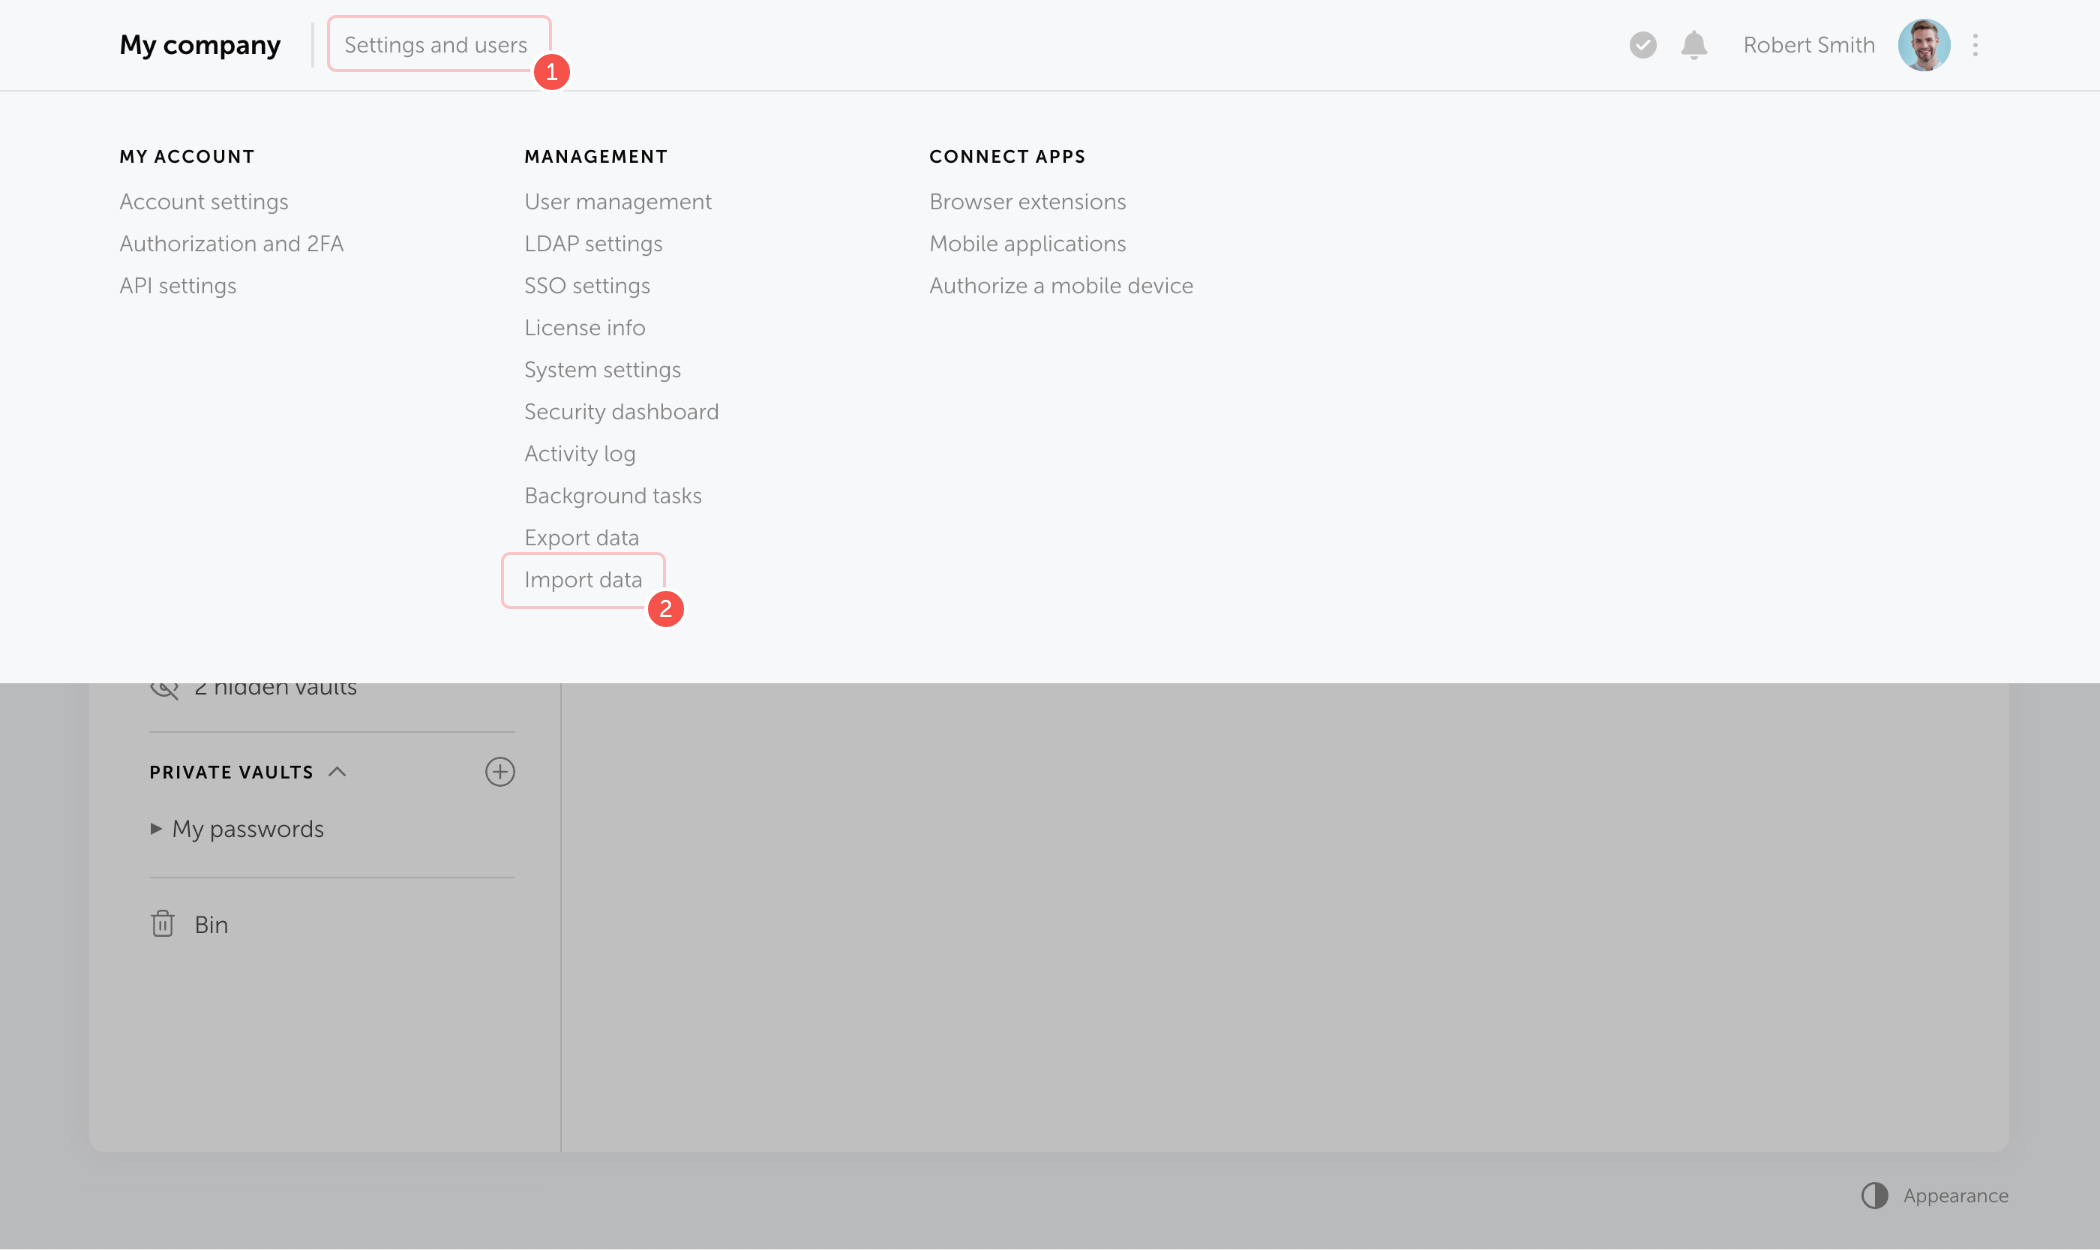 My company
Settings and users
1
Robert Smith
MY ACCOUNT
Account settings
Authorization and 2FA
API settings
MANAGEMENT
User management
LDAP settings
SSO settings
License info
System settings
Security dashboard
Activity log
Background tasks
Export data
Import data
2
CONNECT APPS
Browser extensions
Mobile applications
Authorize a mobile device
2 hidden vaults
PRIVATE VAULTS
My passwords
Bin
Appearance